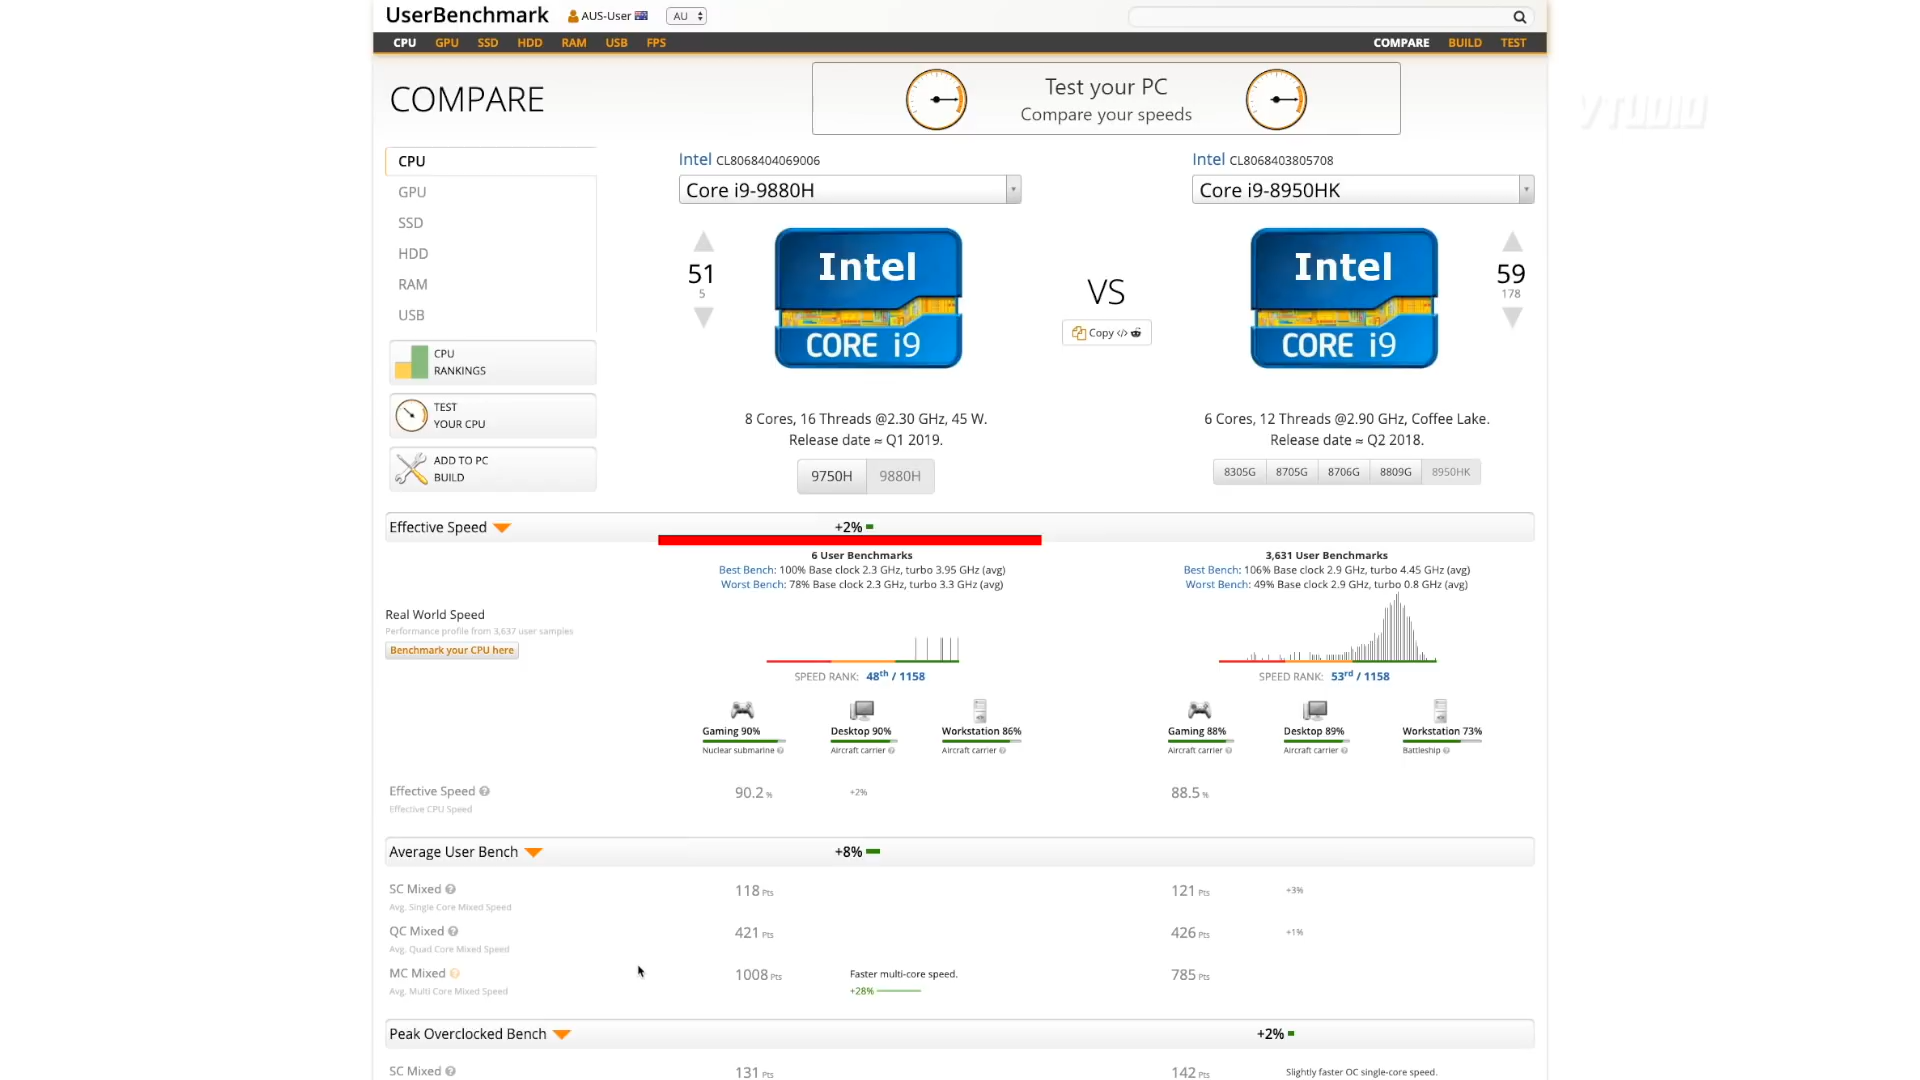 UserBenchmark
AUS-User
AU
CPU GPU SSD HDD RAM USB FPS
COMPARE BUILD TEST
COMPARE
Test your PC
Compare your speeds
CPU
GPU
SSD
HDD
RAM
USB
CPU
RANKINGS
TEST
YOUR CPU
ADD TO PC
BUILD
Intel CL8068404069006
Core i9-9880H
51
5
Intel
CORE i9
VS
Copy </>
Intel CL8068403805708
Core i9-8950HK
59
178
Intel
CORE i9
8 Cores, 16 Threads @2.30 GHz, 45 W.
Release date ≈ Q1 2019.
9750H 9880H
6 Cores, 12 Threads @2.90 GHz, Coffee Lake.
Release date ≈ Q2 2018.
8305G 8705G 8706G 8809G 8950HK
Effective Speed +2%
6 User Benchmarks
Best Bench: 100% Base clock 2.3 GHz, turbo 3.95 GHz (avg)
Worst Bench: 78% Base clock 2.3 GHz, turbo 3.3 GHz (avg)
3,631 User Benchmarks
Best Bench: 106% Base clock 2.9 GHz, turbo 4.45 GHz (avg)
Worst Bench: 49% Base clock 2.9 GHz, turbo 0.8 GHz (avg)
Real World Speed
Performance profile from 3,637 user samples
Benchmark your CPU here
SPEED RANK: 48th / 1158
SPEED RANK: 53rd / 1158
Gaming 90% Desktop 90% Workstation 86%
Nuclear submarine Aircraft carrier Aircraft carrier
Gaming 88% Desktop 89% Workstation 73%
Aircraft carrier Aircraft carrier Battleship
Effective Speed 90.2 % +2% 88.5 %
Effective CPU Speed
Average User Bench +8%
SC Mixed 118 Pts 121 Pts +3%
Avg. Single Core Mixed Speed
QC Mixed 421 Pts 426 Pts +1%
Avg. Quad Core Mixed Speed
MC Mixed 1008 Pts Faster multi-core speed. 785 Pts
Avg. Multi Core Mixed Speed +28%
Peak Overclocked Bench +2%
SC Mixed 131 Pts 142 Pts Slightly faster OC single-core speed.
VTUDIO